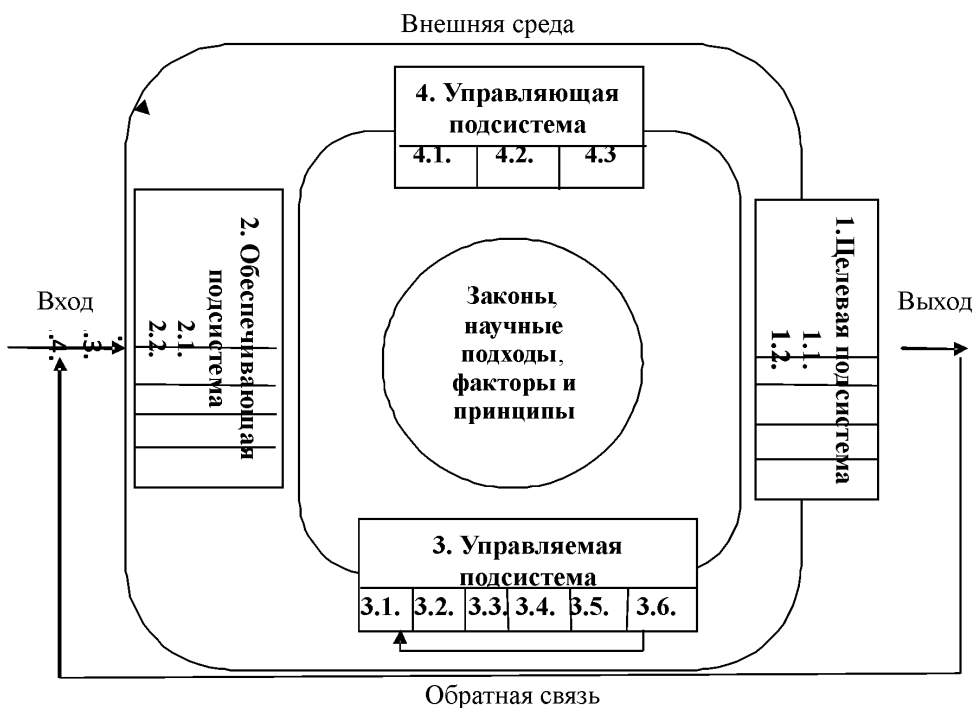 Внешняя среда
4. Управляющая
подсистема
4.1. 4.2. 4.3
2. Обеспечивающая
подсистема
2.1.
2.2.
1.Целевая подсистема
1.1.
1.2.
Вход
.3.
.4.
Законы,
научные
подходы,
факторы и
принципы
Выход
3. Управляемая
подсистема
3.1. 3.2. 3.3. 3.4. 3.5. 3.6.
Обратная связь